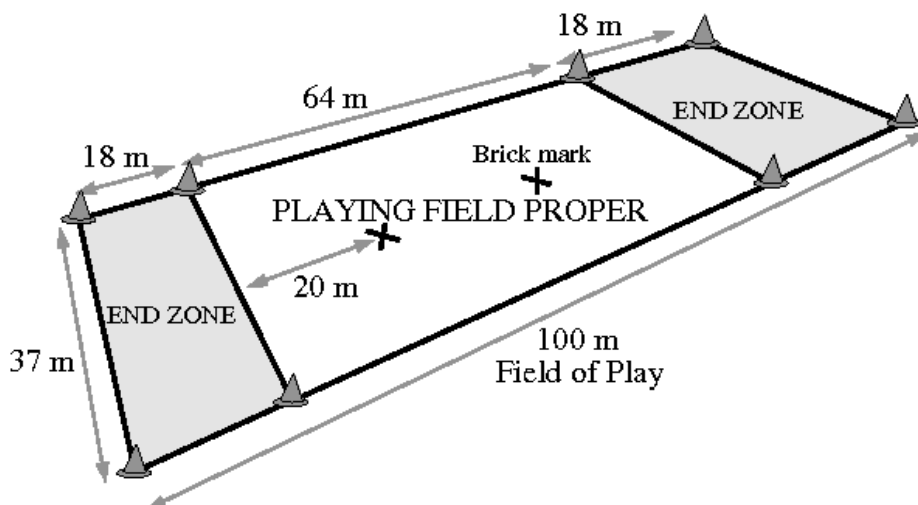 18 m
64 m
END ZONE
18 m
Brick mark
PLAYING FIELD PROPER
20 m
END ZONE
37 m
100 m
Field of Play